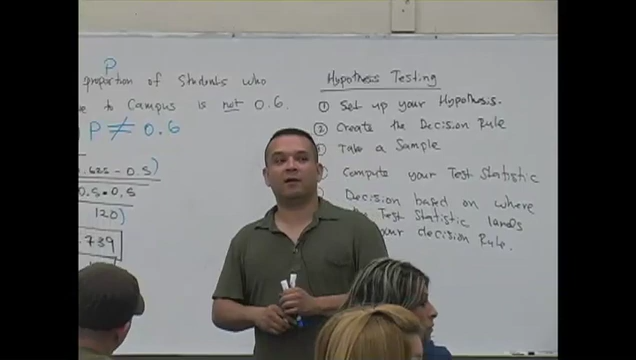 P
proportion of Students who
to Campus is not 0.6.
P ≠ 0.6
.625 - 0.5)
0.5 • 0.5
120)
.739
Hypothess Testing
① Set up your Hypothesis.
② Create the Decision Rule
Take a Sample
Compute your Test Statistic
Decision based on where
Test Statistic lands
your decision Rule.